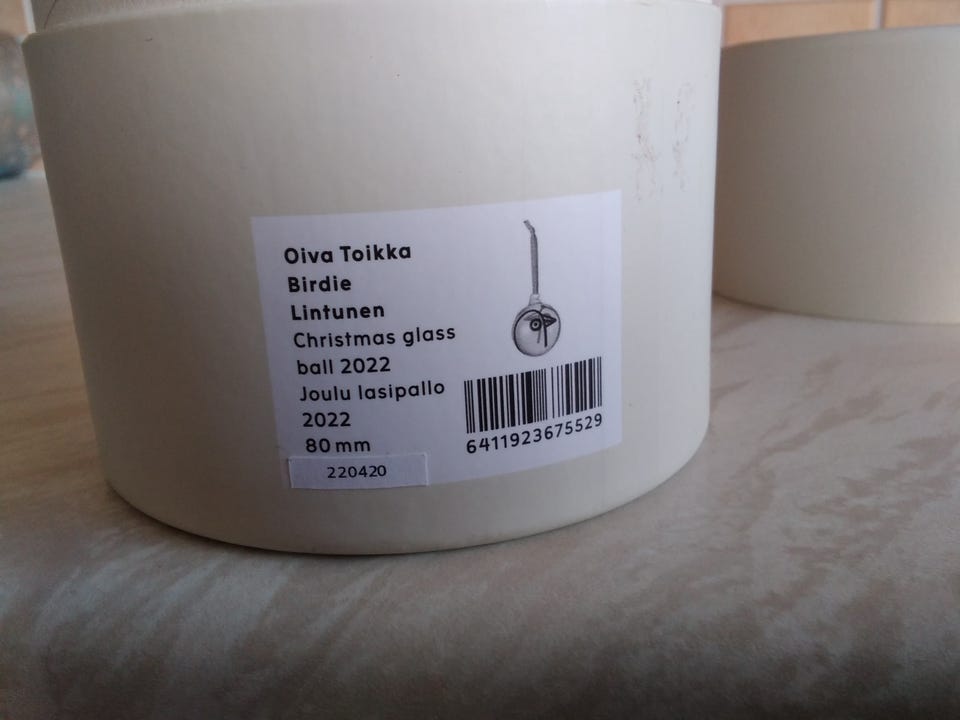 Oiva Toikka
Birdie
Lintunen
Christmas glass
ball 2022
Joulu lasipallo
2022
80 mm
220420
6411923675529